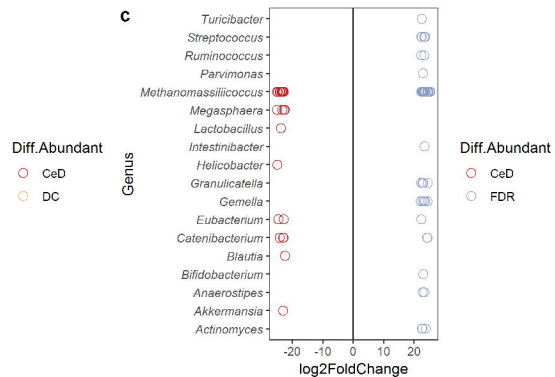 c
Turicibacter
Streptococcus
Ruminococcus
Parvimonas
Methanomassiliicoccus
Megasphaera
Lactobacillus
Intestinibacter
Helicobacter
Granulicatella
Gemella
Eubacterium
Catenibacterium
Blautia
Bifidobacterium
Anaerostipes
Akkermansia
Actinomyces
Genus
-20 -10 0 10 20
log2FoldChange
Diff.Abundant
CeD
DC
Diff.Abundant
CeD
FDR